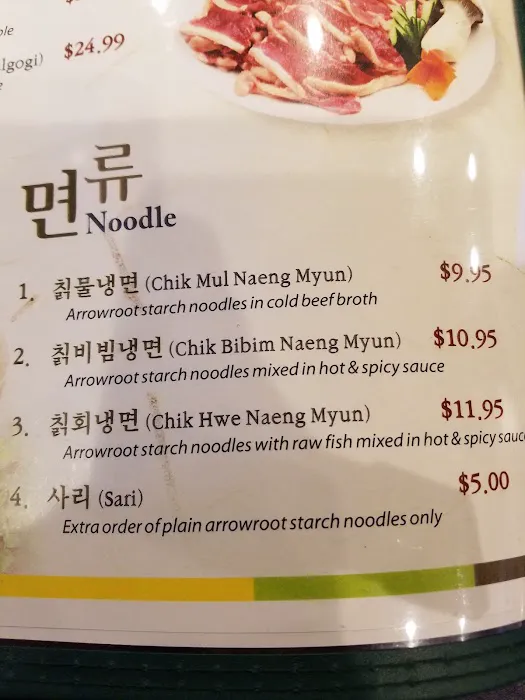 $24.99
면류
Noodle
1. 칡물냉면 (Chik Mul Naeng Myun) $9.95
Arrowroot starch noodles in cold beef broth
2. 칡비빔냉면 (Chik Bibim Naeng Myun) $10.95
Arrowroot starch noodles mixed in hot & spicy sauce
3. 칡회냉면 (Chik Hwe Naeng Myun) $11.95
Arrowroot starch noodles with raw fish mixed in hot & spicy
4. 사리 (Sari) $5.00
Extra order of plain arrowroot starch noodles only